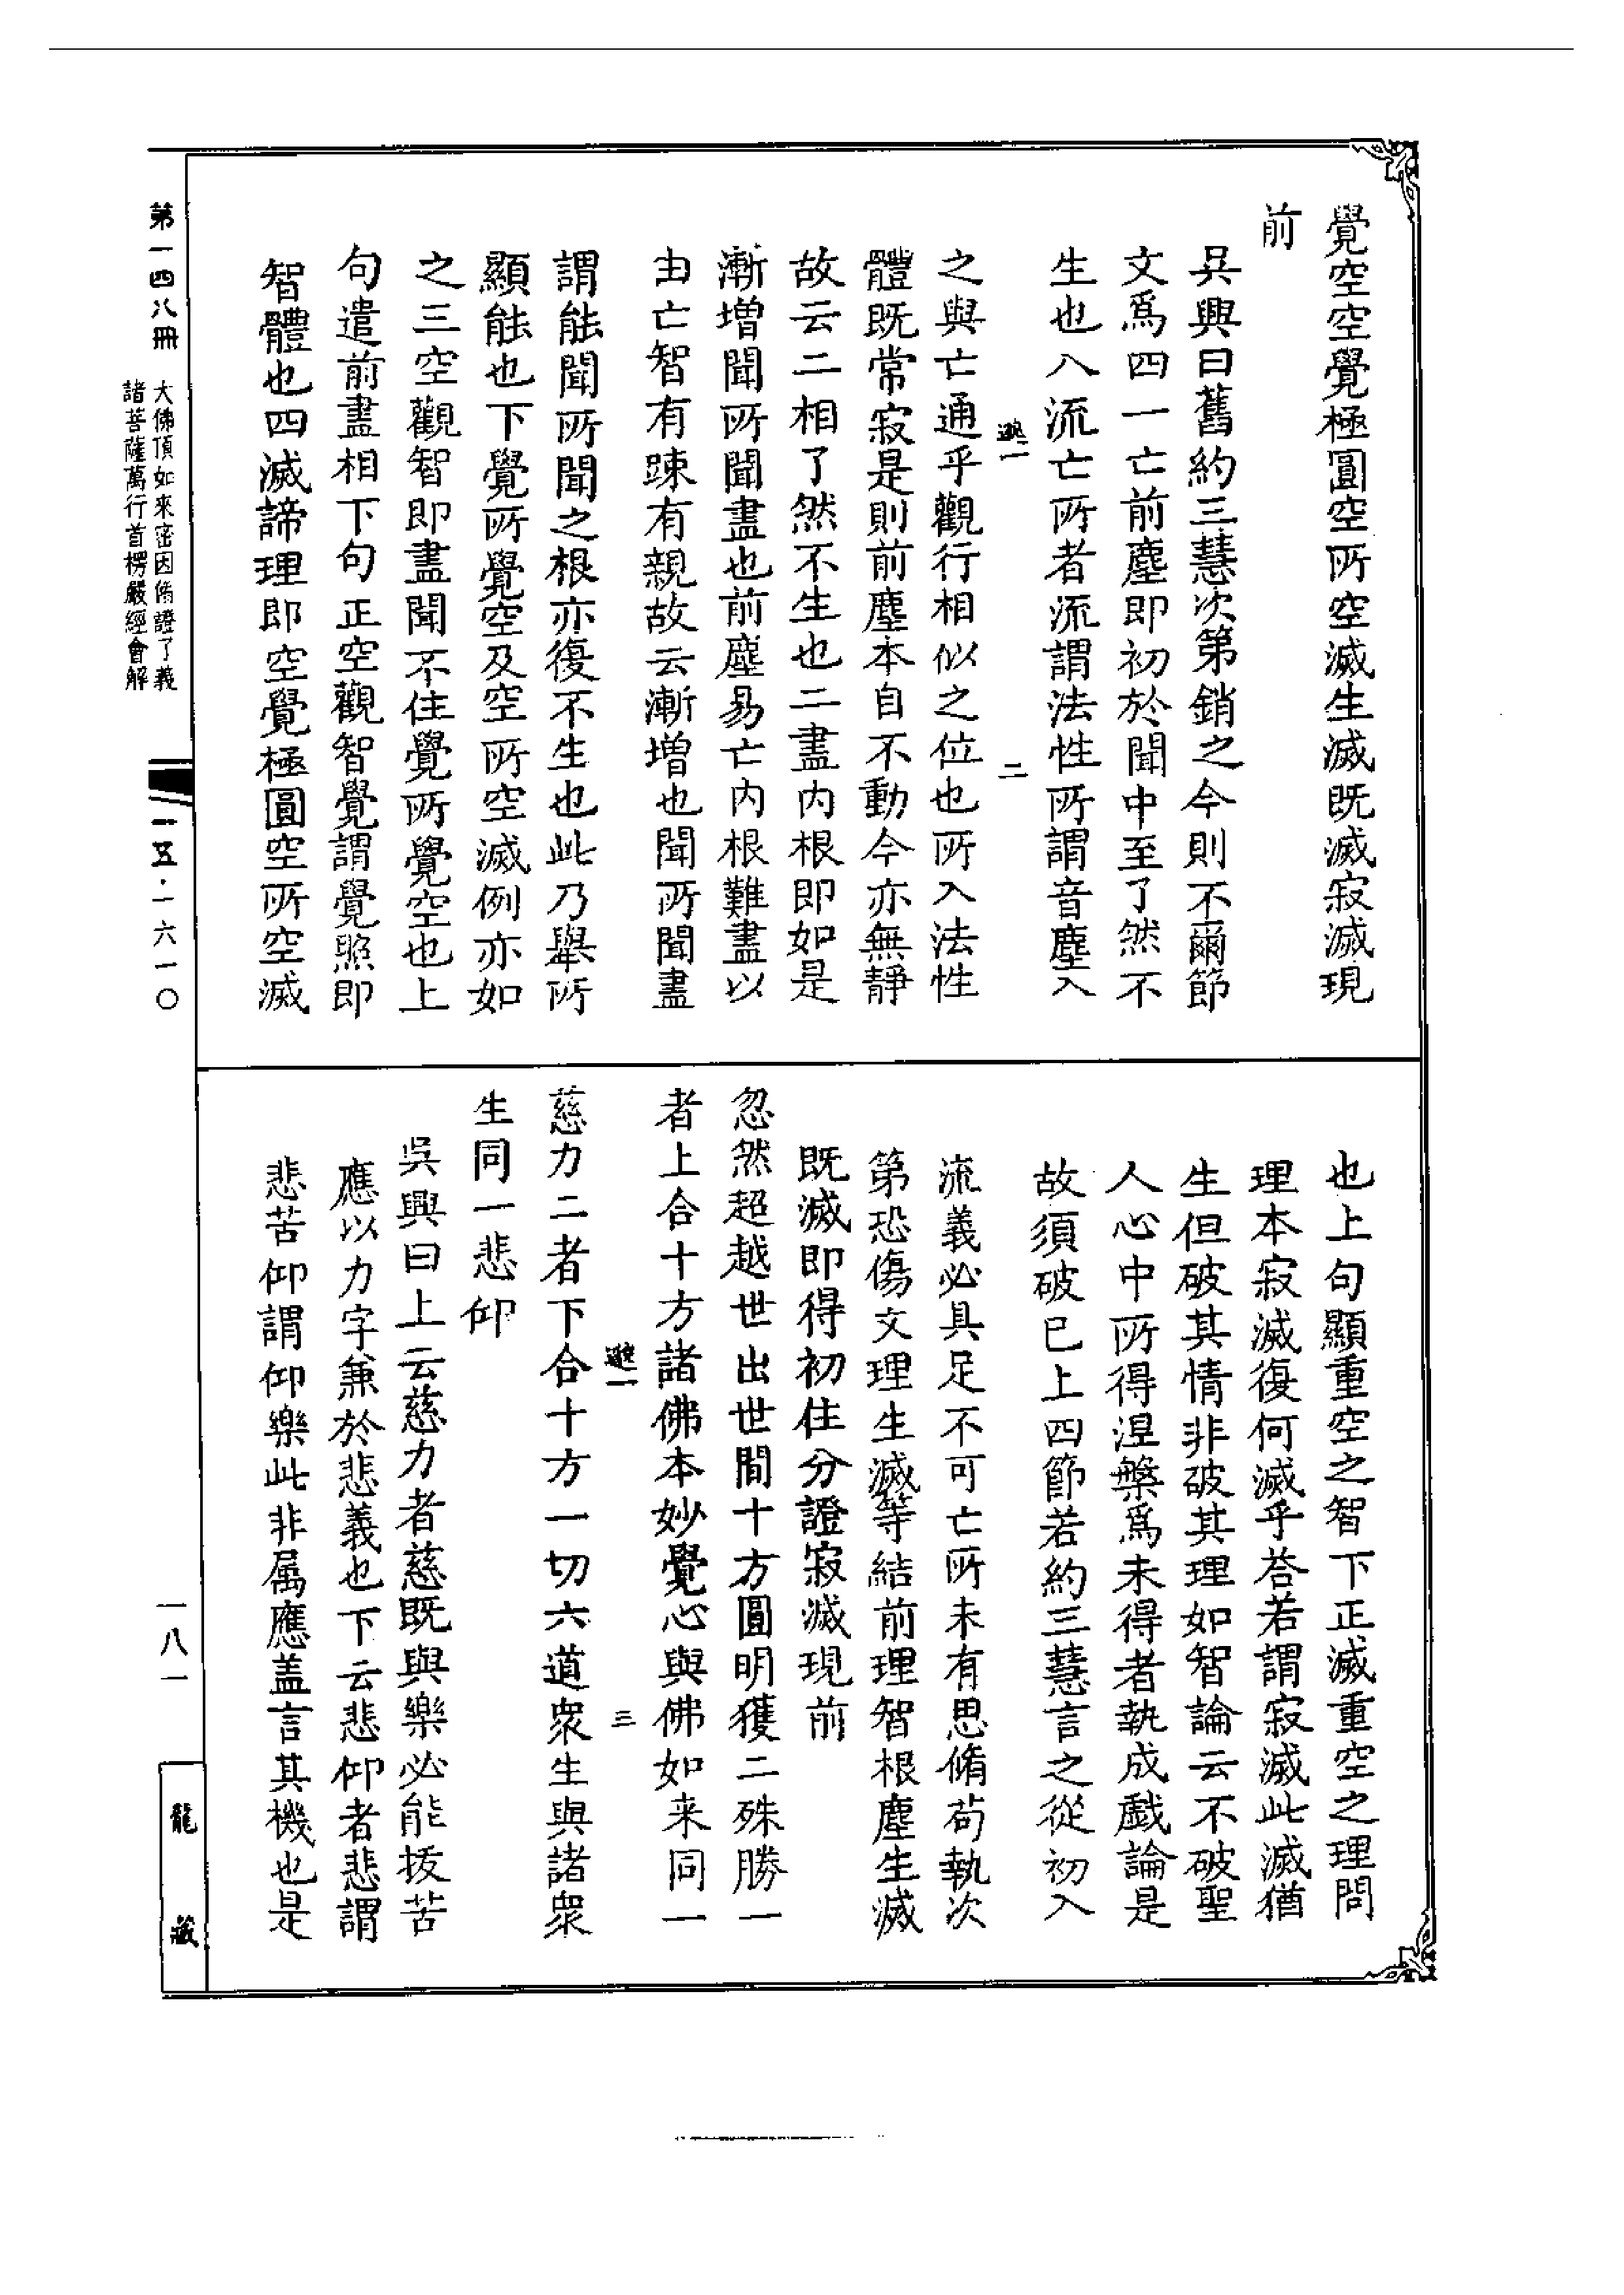 覺空空覺極圓空所空滅生滅既滅寂滅現
前
吳興曰舊約三慧次第銷之今則不爾節
文爲四一亡前塵即初於聞中至了然不
生也入流亡所者流謂法性所謂音塵入
二
之與亡通乎觀行相似之位也所入法性
體既常寂是則前塵本自不動今亦無靜
故云二相了然不生也二盡內根即如是
漸增聞所聞盡也前塵易亡內根難盡以
由亡智有踈有親故云漸增也聞所聞盡
謂能聞所聞之根亦復不生也此乃舉所
顯能也下覺所覺空及空所空滅例亦如
之三空觀智即盡聞不住覺所覺空也上
句遣前盡相下句正空觀智覺謂覺照即
智體也四滅諦理即空覺極圓空所空滅
也上句顯重空之智下正滅重空之理問
理本寂滅復何滅乎荅若謂寂滅此滅猶
生但破其情非破其理如智論云不破聖
人心中所得涅槃爲未得者執成戲論是
故須破巳上四節若約三慧言之從初入
流義必具足不可亡所未有思脩苟執次
第恐傷文理生滅等結前理智根塵生滅
既滅即得初住分證寂滅現前
忽然超越世出世間十方圓明獲二殊勝一
者上合十方諸佛本妙覺心與佛如来同一
三
慈力二者下合十方一切六道衆生與諸衆
生同一悲仰
吳興曰上云慈力者慈既與樂必能拔苦
應以力字兼於悲義也下云悲仰者悲謂
悲苦仰謂仰樂此非属應盖言其機也是
第一四八冊
大佛頂如來密因脩證了義
諸菩薩萬行首楞嚴經會解
一五·一六一〇
一八一
龍藏